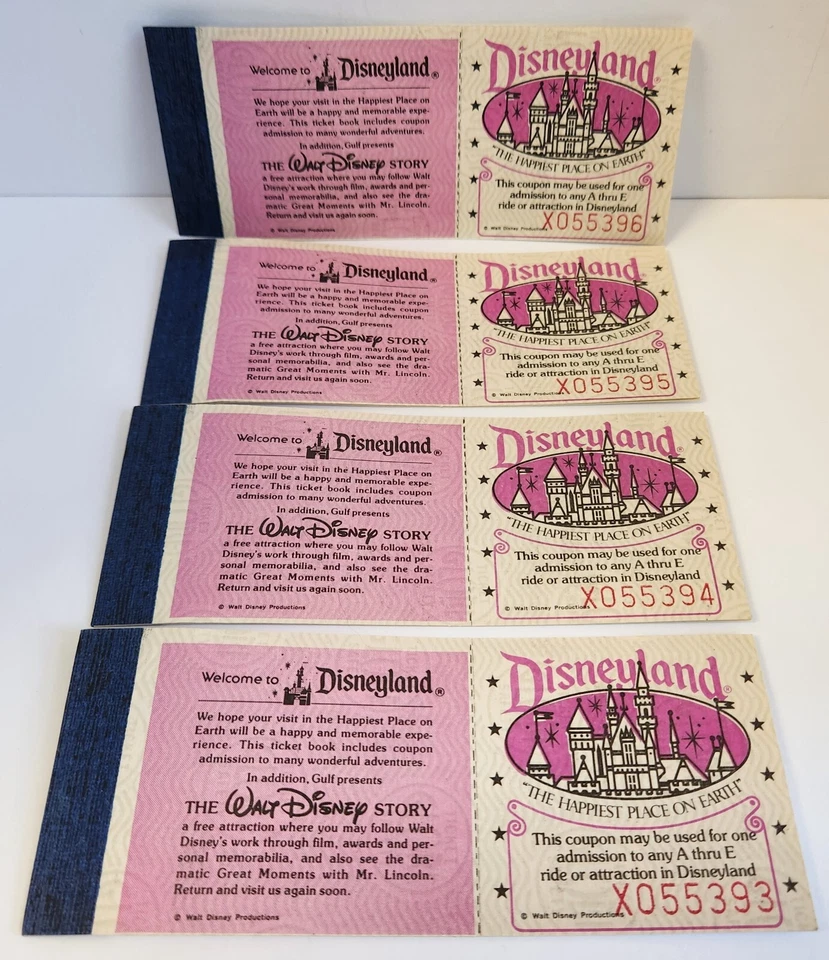 Welcome to Disneyland®
We hope your visit in the Happiest Place on
Earth will be a happy and memorable expe-
rience. This ticket book includes coupon
admission to many wonderful adventures.
In addition, Gulf presents
THE Walt Disney STORY
a free attraction where you may follow Walt
Disney's work through film, awards and per-
sonal memorabilia, and also see the dra-
matic Great Moments with Mr. Lincoln.
Return and visit us again soon.
© Walt Disney Productions
Disneyland®
"THE HAPPIEST PLACE ON EARTH"
This coupon may be used for one
admission to any A thru E
ride or attraction in Disneyland
© Walt Disney Productions
X055396
Welcome to Disneyland®
We hope your visit in the Happiest Place on
Earth will be a happy and memorable expe-
rience. This ticket book includes coupon
admission to many wonderful adventures.
In addition, Gulf presents
THE Walt Disney STORY
a free attraction where you may follow Walt
Disney's work through film, awards and per-
sonal memorabilia, and also see the dra-
matic Great Moments with Mr. Lincoln.
Return and visit us again soon.
© Walt Disney Productions
Disneyland®
"THE HAPPIEST PLACE ON EARTH"
This coupon may be used for one
admission to any A thru E
ride or attraction in Disneyland
© Walt Disney Productions
X055395
Welcome to Disneyland®
We hope your visit in the Happiest Place on
Earth will be a happy and memorable expe-
rience. This ticket book includes coupon
admission to many wonderful adventures.
In addition, Gulf presents
THE Walt Disney STORY
a free attraction where you may follow Walt
Disney's work through film, awards and per-
sonal memorabilia, and also see the dra-
matic Great Moments with Mr. Lincoln.
Return and visit us again soon.
© Walt Disney Productions
Disneyland®
"THE HAPPIEST PLACE ON EARTH"
This coupon may be used for one
admission to any A thru E
ride or attraction in Disneyland
© Walt Disney Productions
X055394
Welcome to Disneyland®
We hope your visit in the Happiest Place on
Earth will be a happy and memorable expe-
rience. This ticket book includes coupon
admission to many wonderful adventures.
In addition, Gulf presents
THE Walt Disney STORY
a free attraction where you may follow Walt
Disney's work through film, awards and per-
sonal memorabilia, and also see the dra-
matic Great Moments with Mr. Lincoln.
Return and visit us again soon.
© Walt Disney Productions
Disneyland®
"THE HAPPIEST PLACE ON EARTH"
This coupon may be used for one
admission to any A thru E
ride or attraction in Disneyland
© Walt Disney Productions
X055393